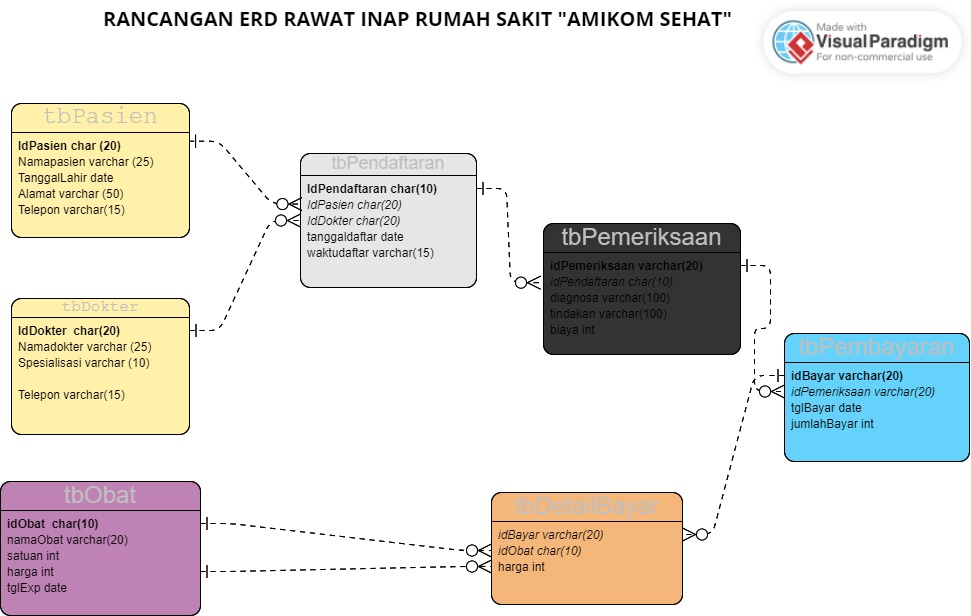 RANCANGAN ERD RAWAT INAP RUMAH SAKIT "AMIKOM SEHAT"
Made with
Visual Paradigm
For non-commercial use
tbPasien
IdPasien char (20)
Namapasien varchar (25)
TanggalLahir date
Alamat varchar (50)
Telepon varchar(15)
tbPendaftaran
IdPendaftaran char(10)
IdPasien char(20)
IdDokter char(20)
tanggaldaftar date
waktudaftar varchar(15)
tbPemeriksaan
idPemeriksaan varchar(20)
idPendaftaran char(10)
diagnosa varchar(100)
tindakan varchar(100)
biaya int
tbDokter
IdDokter  char(20)
Namadokter varchar (25)
Spesialisasi varchar (10)
Telepon varchar(15)
tbPembayaran
idBayar varchar(20)
idPemeriksaan varchar(20)
tglBayar date
jumlahBayar int
tbObat
idObat  char(10)
namaObat varchar(20)
satuan int
harga int
tglExp date
tbDetailBayar
idBayar varchar(20)
idObat char(10)
harga int